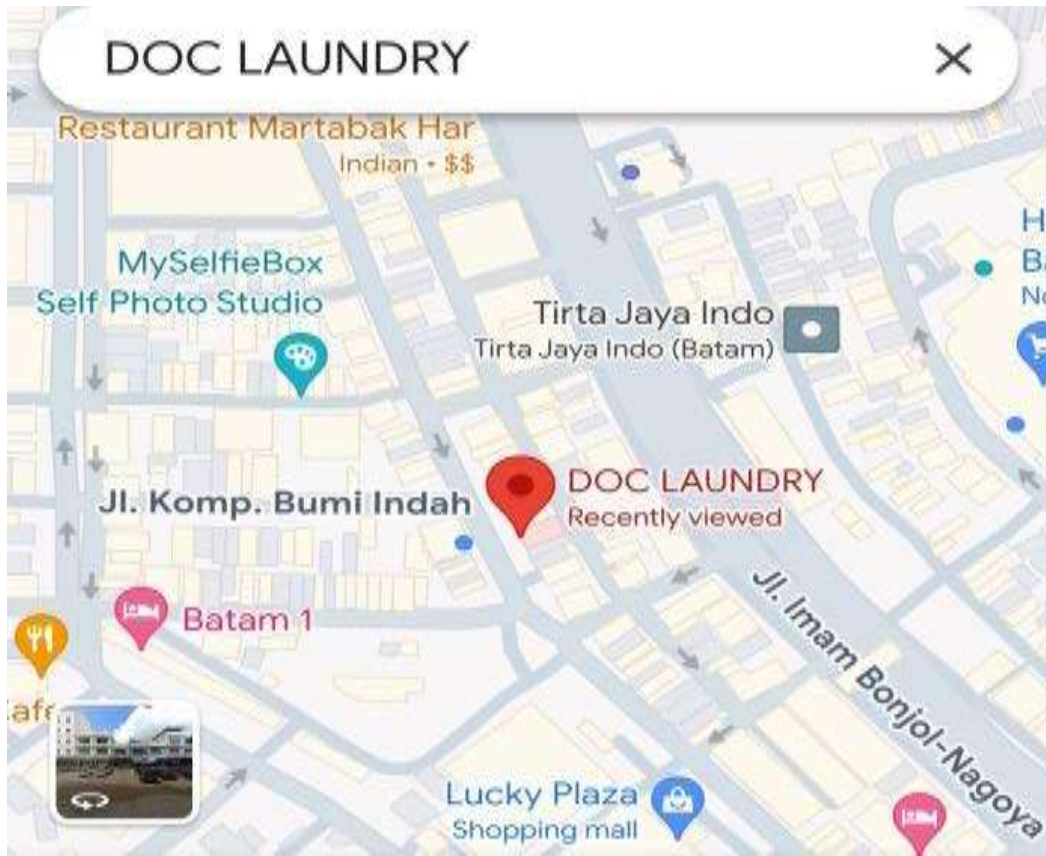 DOC LAUNDRY
Restaurant Martabak Har
Indian • $$
MySelfieBox
Self Photo Studio
Tirta Jaya Indo
Tirta Jaya Indo (Batam)
DOC LAUNDRY
Recently viewed
Jl. Komp. Bumi Indah
Batam 1
Jl. Imam Bonjol-Nagoya
Lucky Plaza
Shopping mall